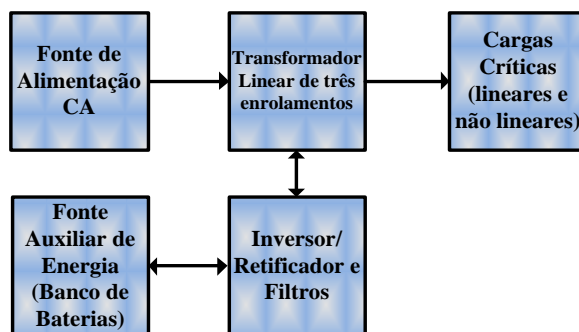 Fonte de
Alimentação
CA
Transformador
Linear de três
enrolamentos
Cargas
Críticas
(lineares e
não lineares)
Fonte
Auxiliar de
Energia
(Banco de
Baterias)
Inversor/
Retificador e
Filtros